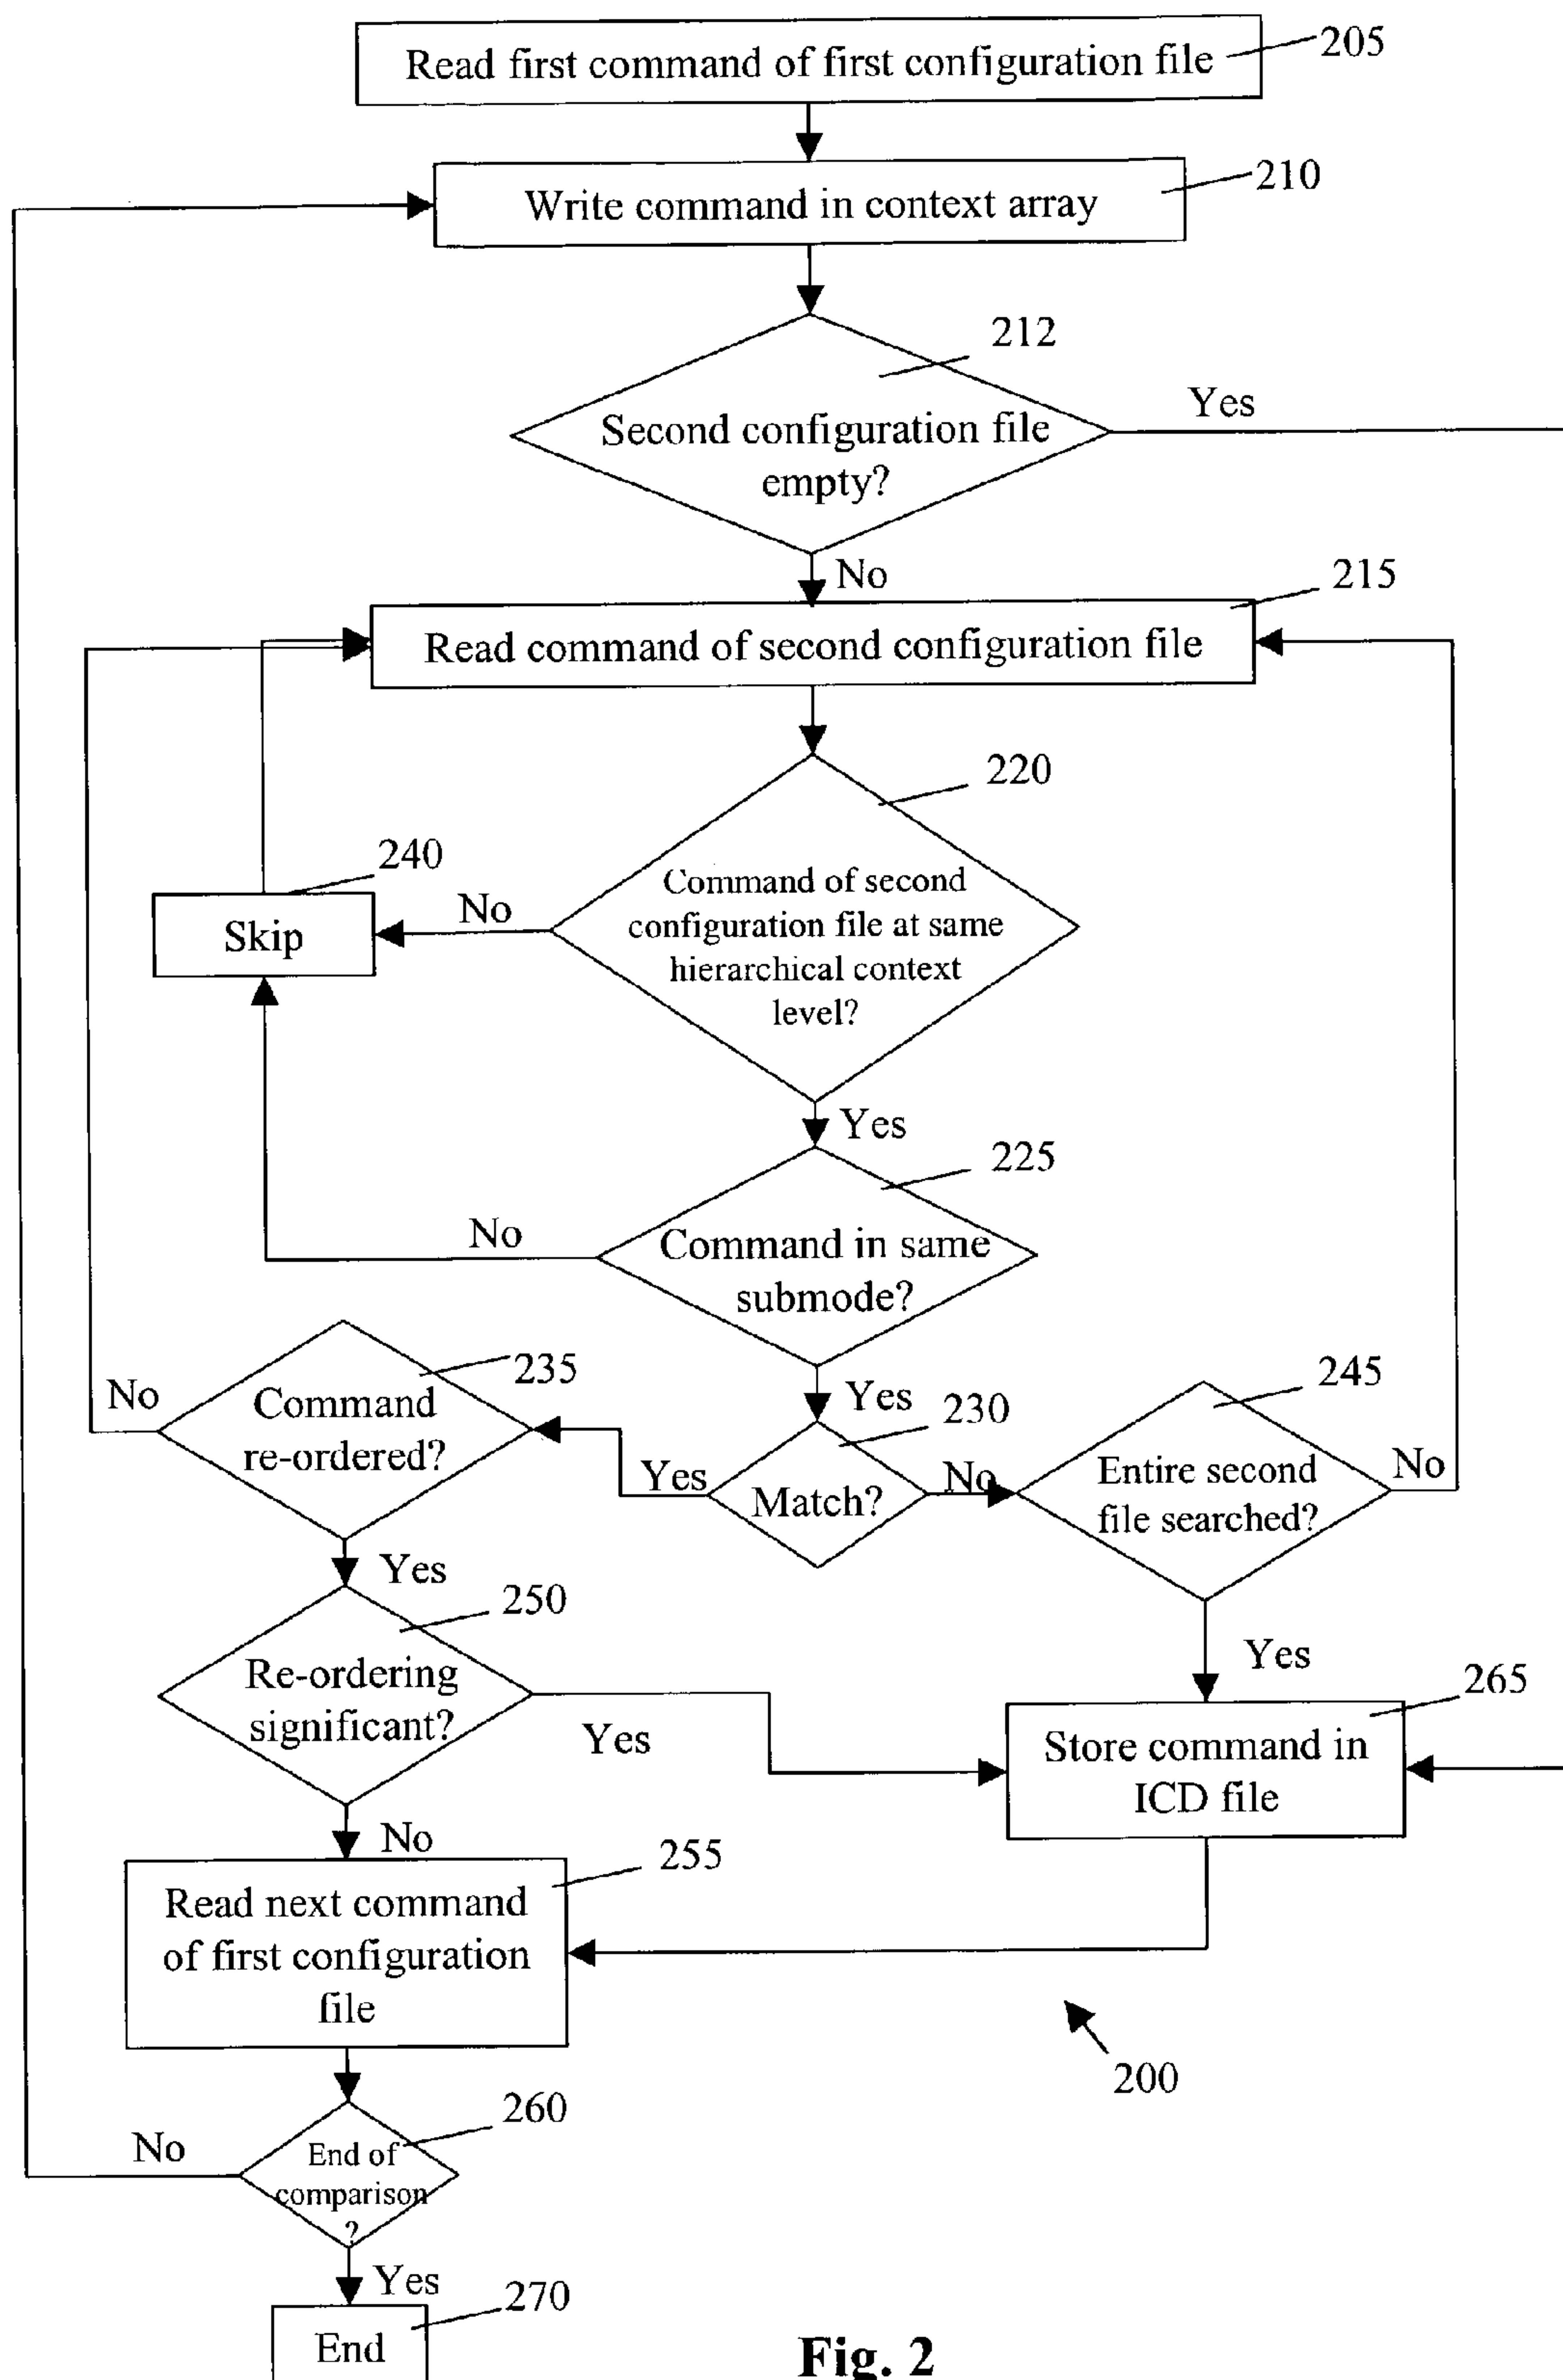 Read first command of first configuration file
205
Write command in context array
210
212
Second configuration file
empty?
Yes
No
215
Read command of second configuration file
220
Command of second
configuration file at same
hierarchical context
level?
240
No
Skip
Yes
225
Command in same
submode?
No
Yes
235
Command
re-ordered?
No
230
Match?
Yes
No
245
Entire second
file searched?
No
Yes
250
Re-ordering
significant?
Yes
Yes
265
Store command in
ICD file
No
255
Read next command
of first configuration
file
200
260
End of
comparison
?
No
Yes
270
End
Fig. 2